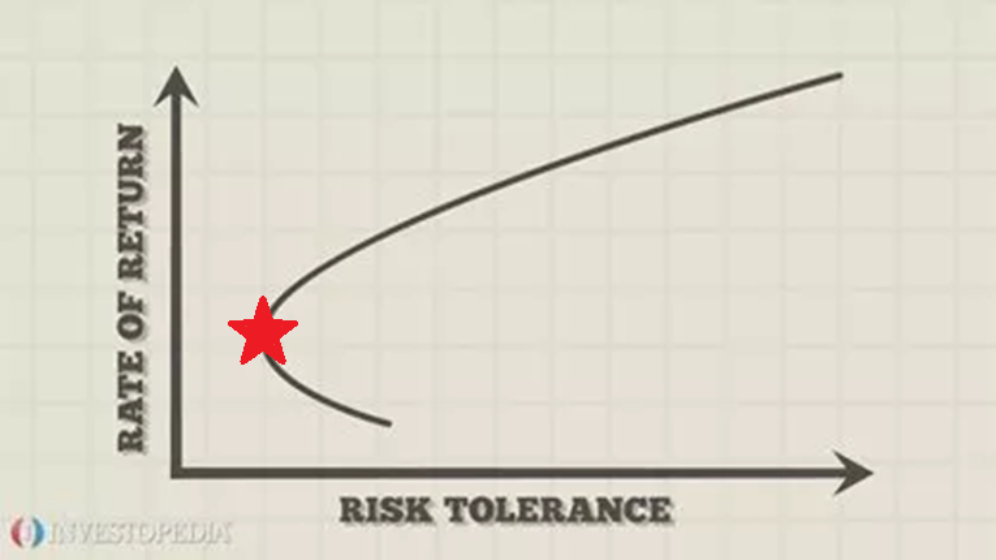 RATE OF RETURN
RISK TOLERANCE
INVESTOPEDIA